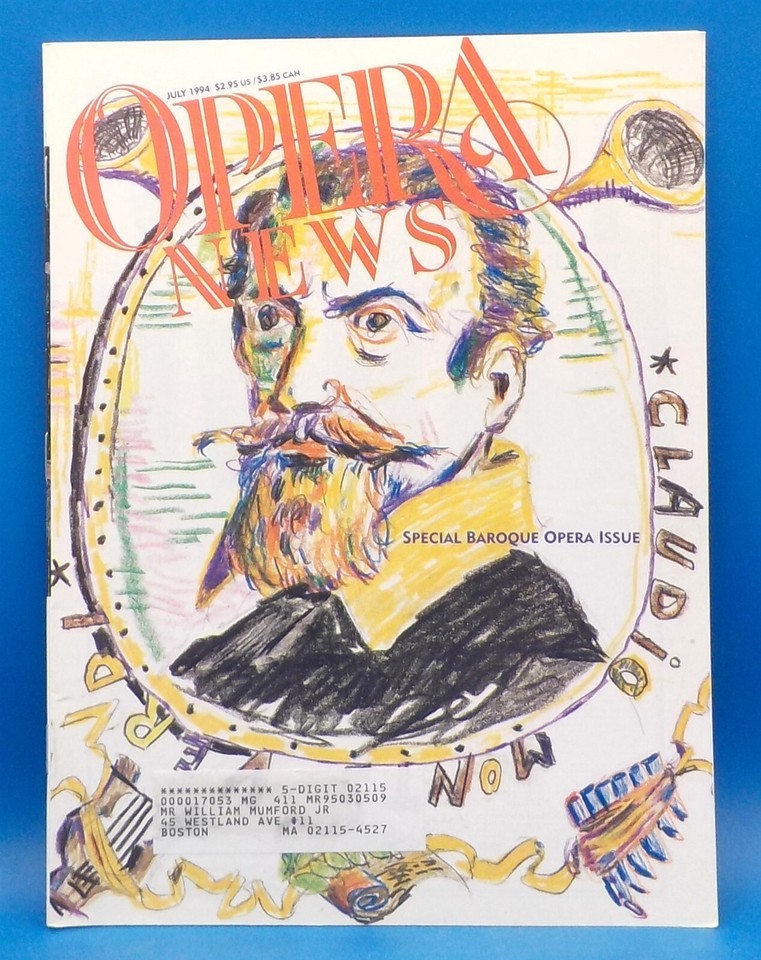 JULY 1994 $2.95 US / $3.85 CAN
OPERA
NEWS
SPECIAL BAROQUE OPERA ISSUE
*CLAUDiO
MON
************** 5-DIGIT 02115
000017053 MG 411 MR95030509
MR WILLIAM MUMFORD JR
45 WESTLAND AVE #11
BOSTON MA 02115-4527